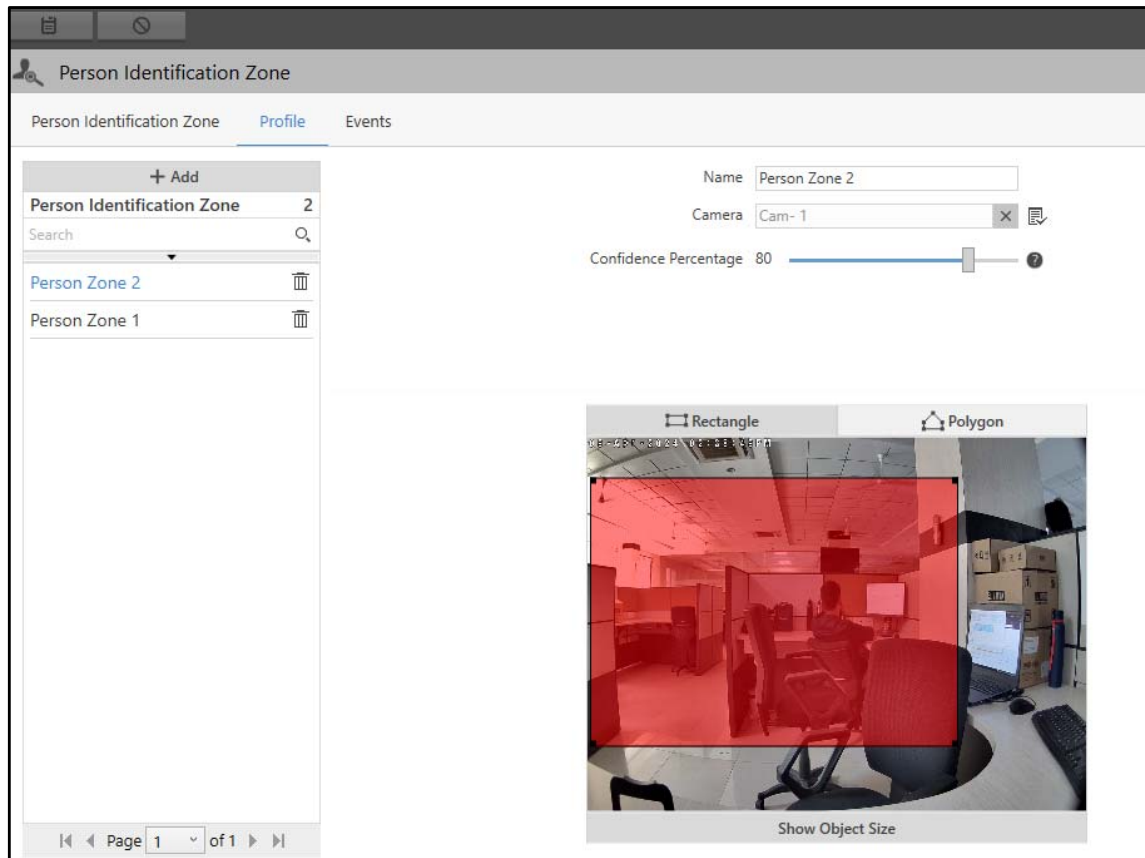 Person Identification Zone
Person Identification Zone Profile Events
+ Add
Person Identification Zone 2
Search
Person Zone 2
Person Zone 1
Page 1 of 1
Name Person Zone 2
Camera Cam- 1
Confidence Percentage 80
Rectangle Polygon
Show Object Size